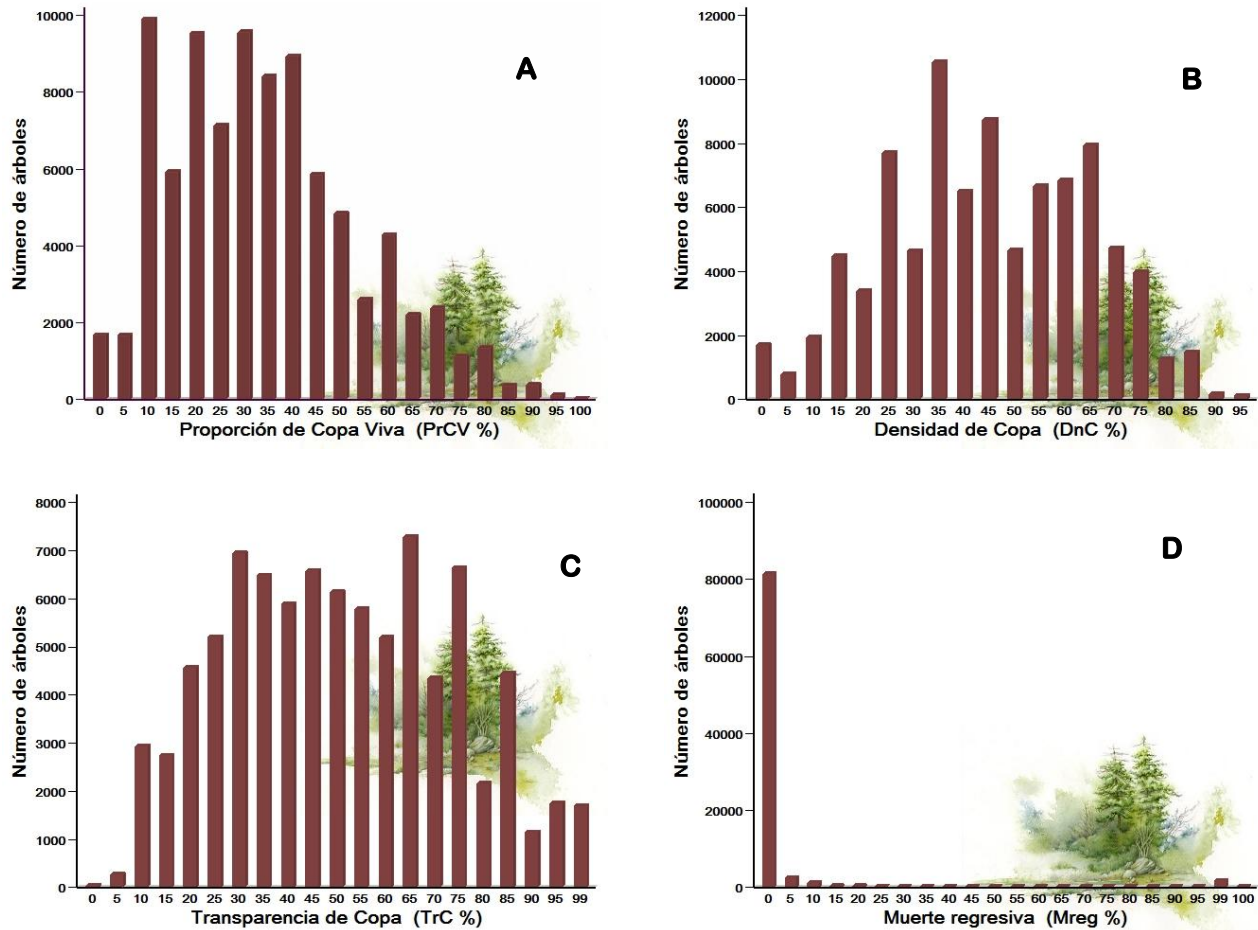 10000
8000
6000
4000
2000
0
Número de árboles
A
0 5 10 15 20 25 30 35 40 45 50 55 60 65 70 75 80 85 90 95 100
Proporción de Copa Viva (PrCV %)
12000
10000
8000
6000
4000
2000
0
Número de árboles
B
0 5 10 15 20 25 30 35 40 45 50 55 60 65 70 75 80 85 90 95
Densidad de Copa (DnC %)
8000
7000
6000
5000
4000
3000
2000
1000
0
Número de árboles
C
0 5 10 15 20 25 30 35 40 45 50 55 60 65 70 75 80 85 90 95 99
Transparencia de Copa (TrC %)
100000
80000
60000
40000
20000
0
Número de árboles
D
0 5 10 15 20 25 30 35 40 45 50 55 60 65 70 75 80 90 95 99 100
Muerte regresiva (Mreg %)